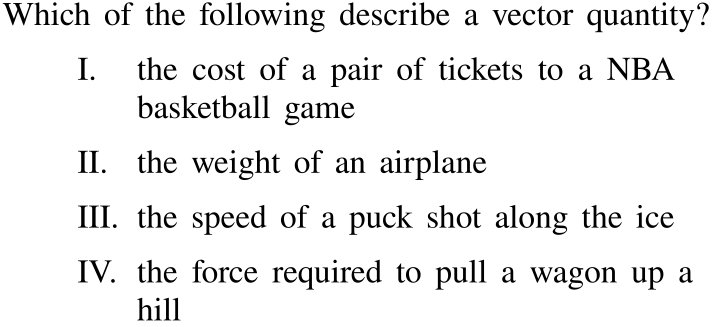 Which of the following describe a vector quantity?
I. the cost of a pair of tickets to a NBA
basketball game
II. the weight of an airplane
III. the speed of a puck shot along the ice
IV. the force required to pull a wagon up a
hill